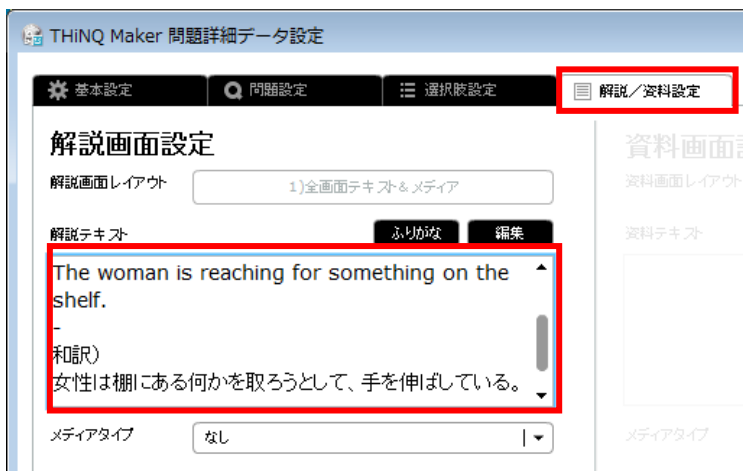 THiNQ Maker 問題詳細データ設定
基本設定
問題設定
選択肢設定
解説／資料設定
解説画面設定
資料画面設
解説画面レイアウト
1)全画面テキスト&メディア
資料画面レイアウト
解説テキスト
ふりがな
編集
資料テキスト
The woman is reaching for something on the
shelf.
-
和訳)
女性は棚にある何かを取ろうとして、手を伸ばしている。
メディアタイプ
なし
メディアタイプ